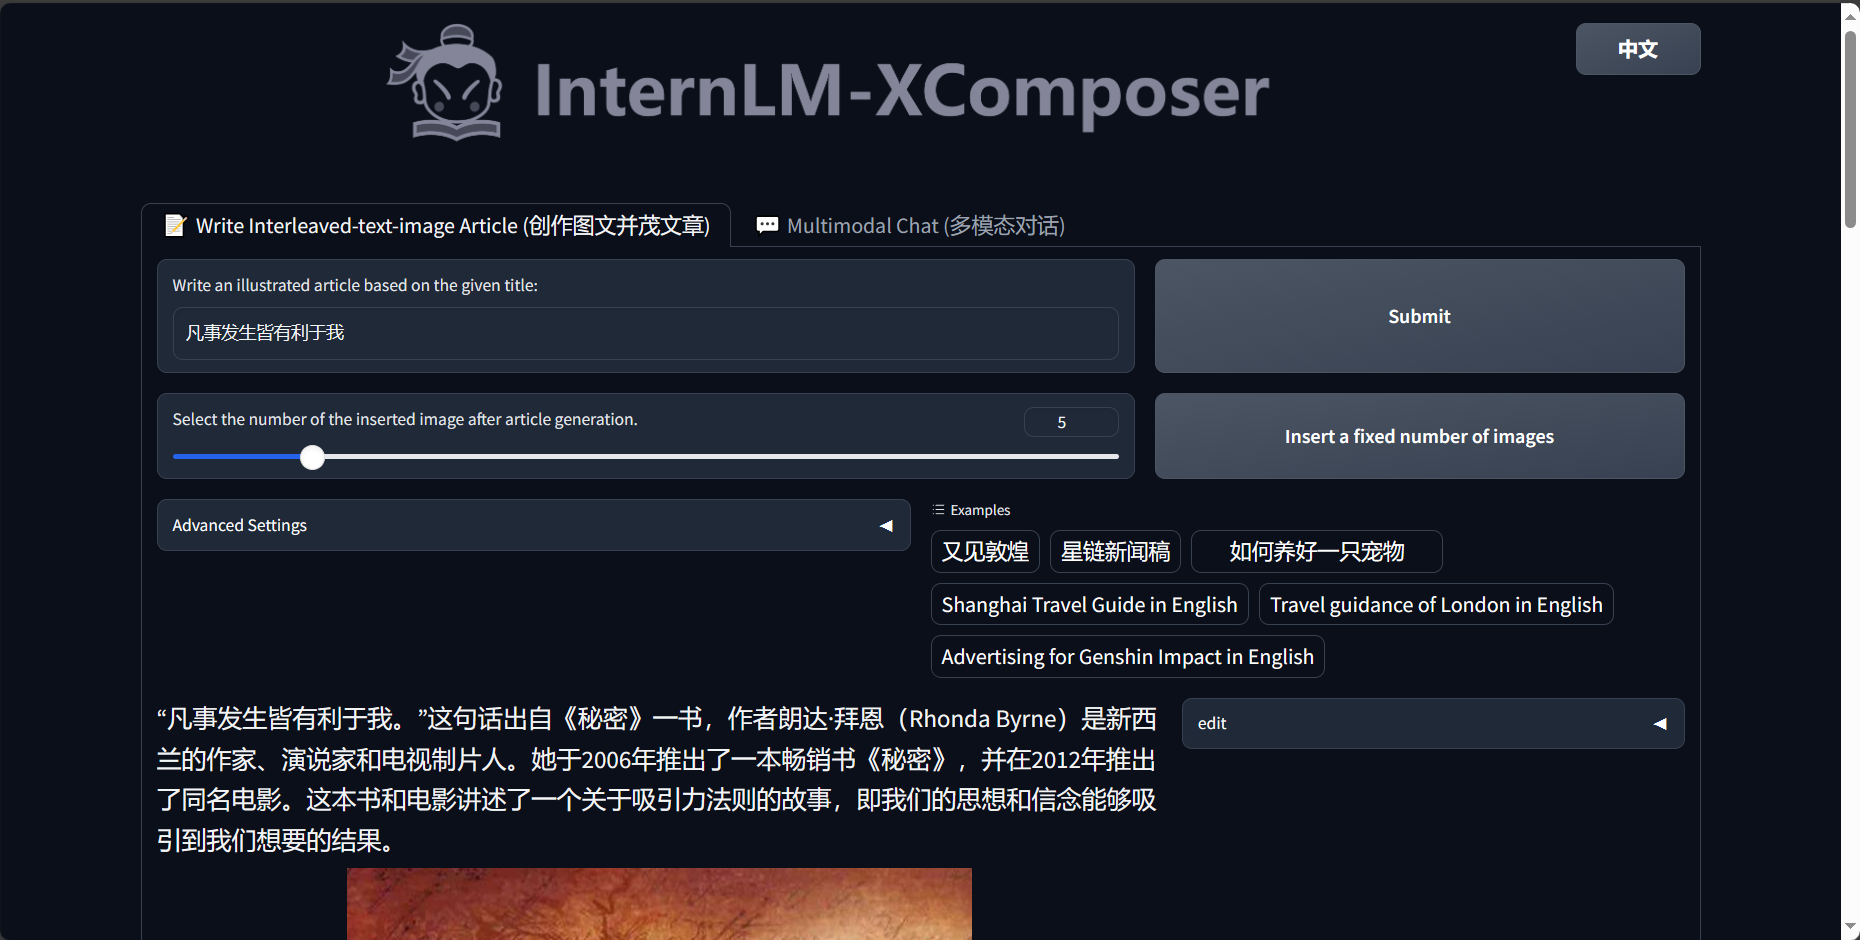 InternLM-XComposer
中文
Write Interleaved-text-image Article (创作图文并茂文章)
Multimodal Chat (多模态对话)
Write an illustrated article based on the given title:
凡事发生皆有利于我
Submit
Select the number of the inserted image after article generation.
5
Insert a fixed number of images
Advanced Settings
Examples
又见敦煌
星链新闻稿
如何养好一只宠物
Shanghai Travel Guide in English
Travel guidance of London in English
Advertising for Genshin Impact in English
“凡事发生皆有利于我。”这句话出自《秘密》一书，作者朗达·拜恩（Rhonda Byrne）是新西
兰的作家、演说家和电视制片人。她于2006年推出了一本畅销书《秘密》，并在2012年推出
了同名电影。这本书和电影讲述了一个关于吸引力法则的故事，即我们的思想和信念能够吸
引到我们想要的结果。
edit